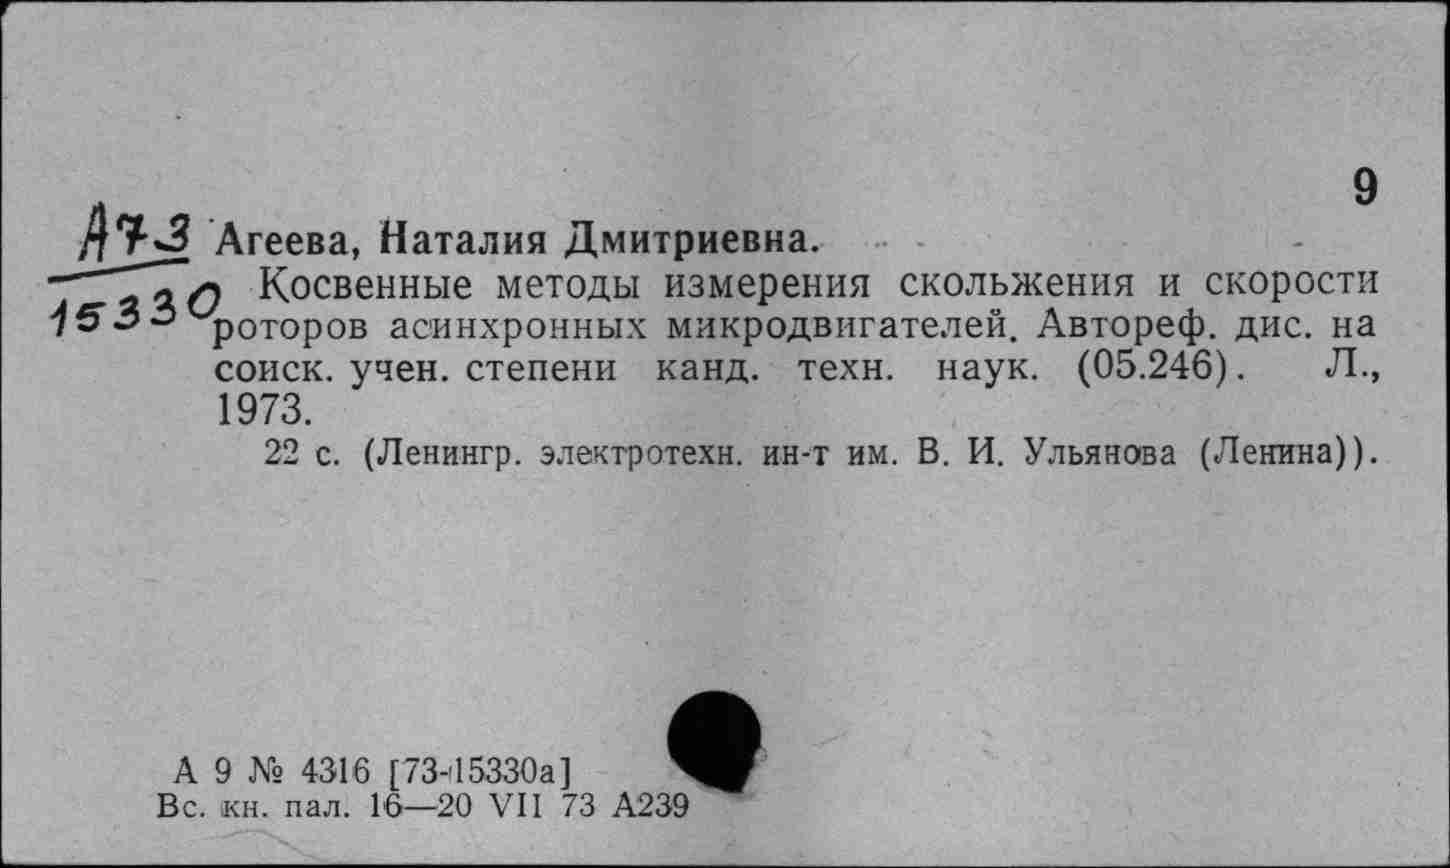 9
А73 Агеева, Наталия Дмитриевна.
15330 Косвенные методы измерения скольжения и скорости
роторов асинхронных микродвигателей. Автореф. дис. на
соиск. учен. степени канд. техн. наук. (05.246). Л.,
1973.
22 с. (Ленингр. электротехн. ин-т им. В. И. Ульянова (Ленина)).
А 9 № 4316 [73-15330а]
Вс. кн. пал. 16—20 VII 73 А239